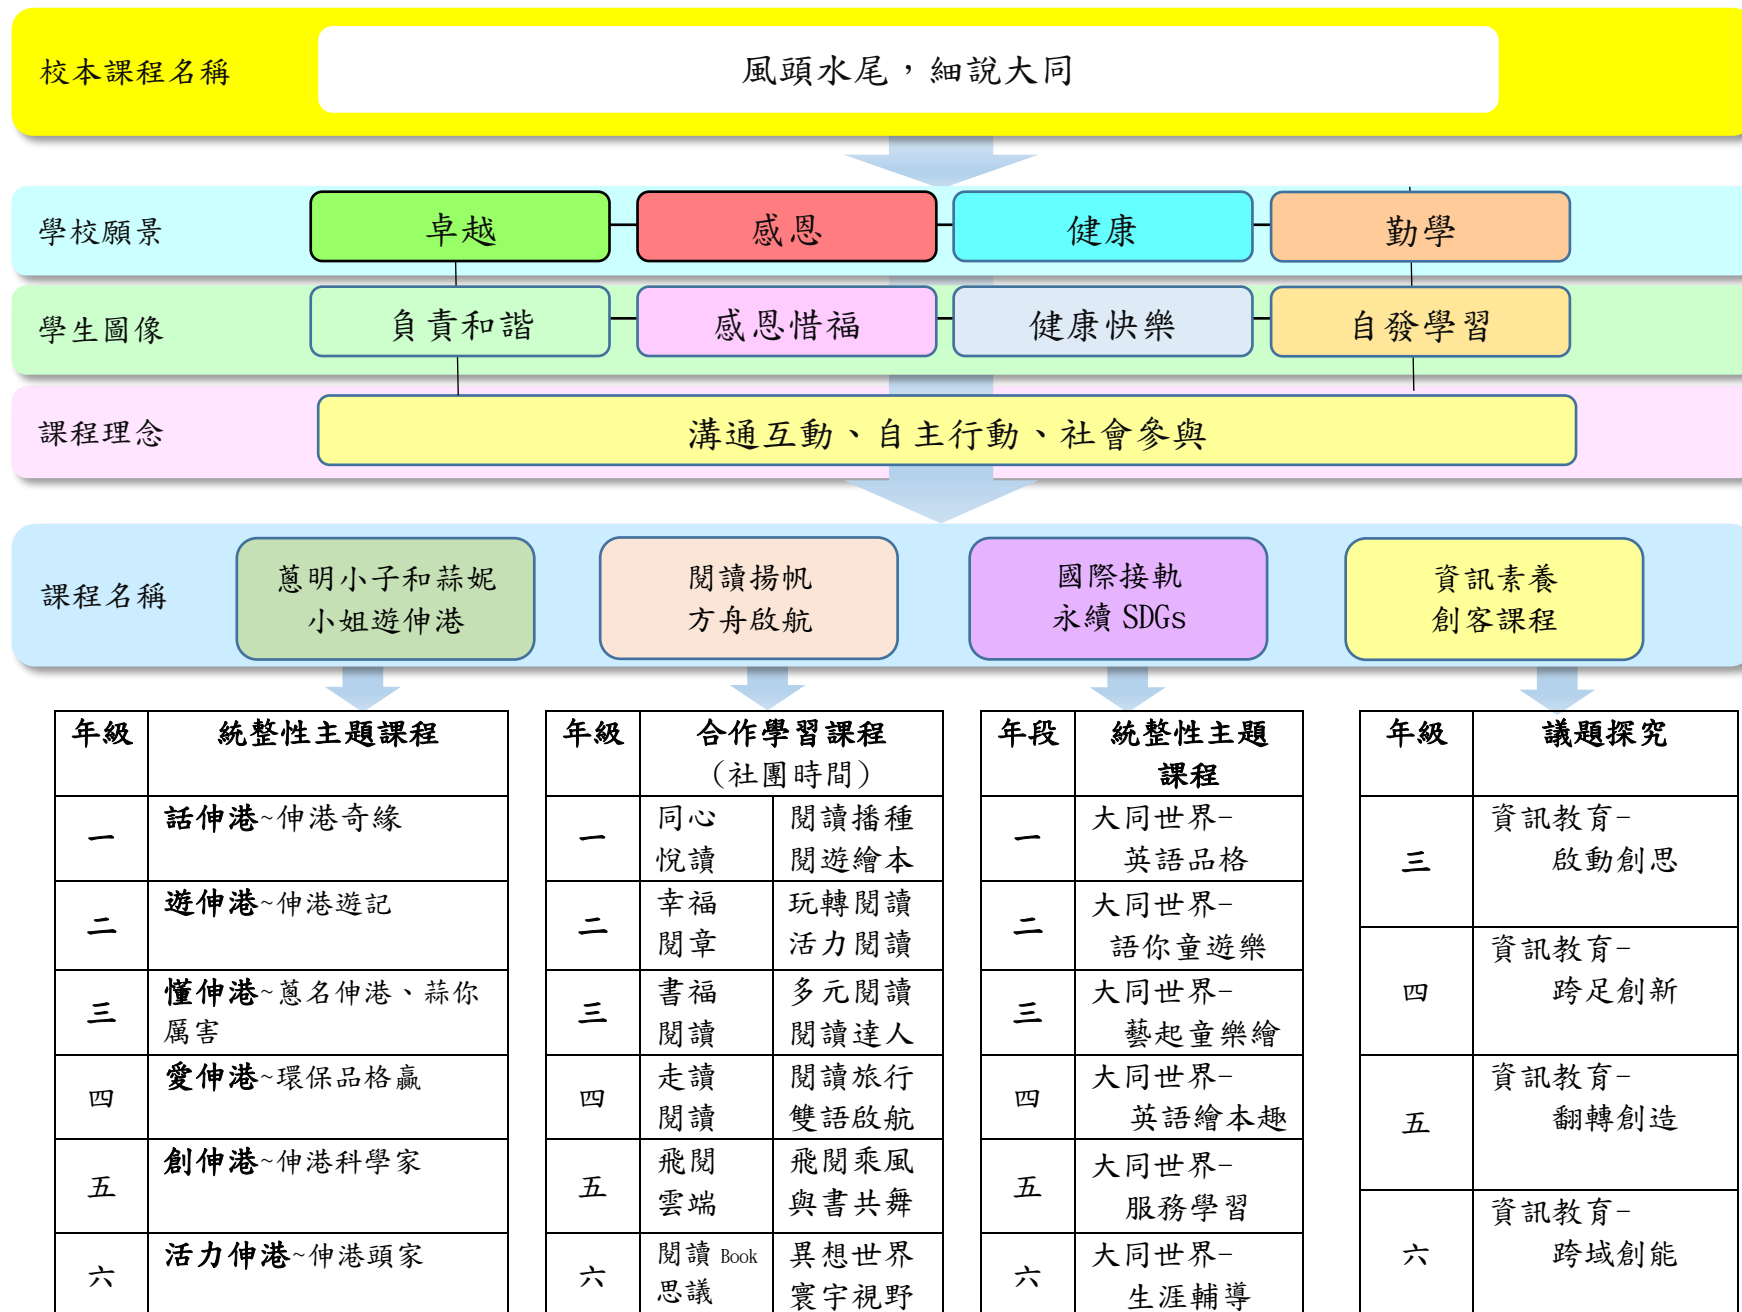 校本課程名稱
風頭水尾，細說大同
學校願景
卓越
感恩
健康
勤學
學生圖像
負責和諧
感恩惜福
健康快樂
自發學習
課程理念
溝通互動、自主行動、社會參與
課程名稱
蔥明小子和蒜妮
小姐遊伸港
閱讀揚帆
方舟啟航
國際接軌
永續 SDGs
資訊素養
創客課程
年級
統整性主題課程
一
話伸港~伸港奇緣
二
遊伸港~伸港遊記
三
懂伸港~蔥名伸港、蒜你
厲害
四
愛伸港~環保品格贏
五
創伸港~伸港科學家
六
活力伸港~伸港頭家
年級
合作學習課程
（社團時間）
一
同心
悅讀
閱讀播種
閱遊繪本
二
幸福
閱章
玩轉閱讀
活力閱讀
三
書福
閱讀
多元閱讀
閱讀達人
四
走讀
閱讀
閱讀旅行
雙語啟航
五
飛閱
雲端
飛閱乘風
與書共舞
六
閱讀 Book
思議
異想世界
寰宇視野
年段
統整性主題
課程
一
大同世界-
英語品格
二
大同世界-
語你童遊樂
三
大同世界-
藝起童樂繪
四
大同世界-
英語繪本趣
五
大同世界-
服務學習
六
大同世界-
生涯輔導
年級
議題探究
三
資訊教育-
啟動創思
四
資訊教育-
跨足創新
五
資訊教育-
翻轉創造
六
資訊教育-
跨域創能